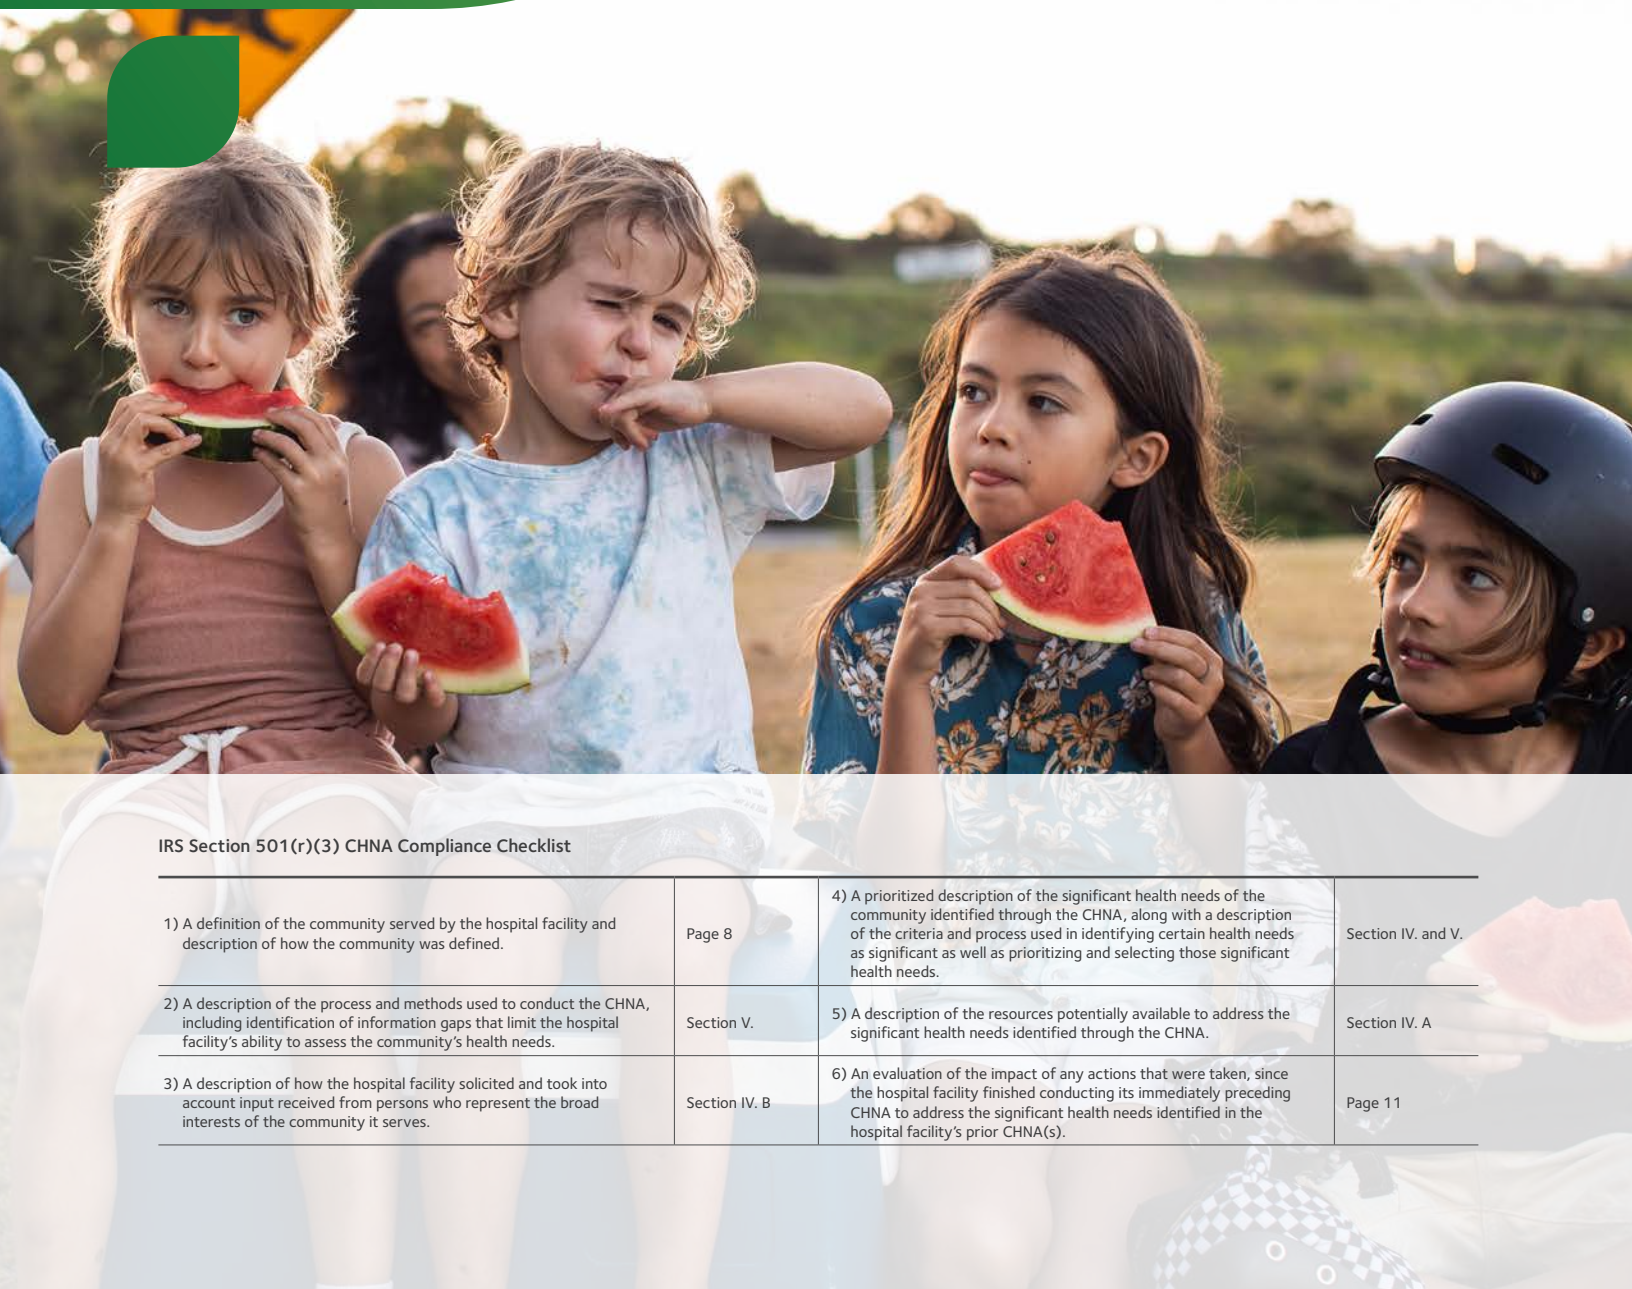 IRS Section 501(r)(3) CHNA Compliance Checklist
1) A definition of the community served by the hospital facility and
description of how the community was defined.
Page 8
2) A description of the process and methods used to conduct the CHNA,
including identification of information gaps that limit the hospital
facility’s ability to assess the community’s health needs.
Section V.
3) A description of how the hospital facility solicited and took into
account input received from persons who represent the broad
interests of the community it serves.
Section IV. B
4) A prioritized description of the significant health needs of the
community identified through the CHNA, along with a description
of the criteria and process used in identifying certain health needs
as significant as well as prioritizing and selecting those significant
health needs.
Section IV. and V.
5) A description of the resources potentially available to address the
significant health needs identified through the CHNA.
Section IV. A
6) An evaluation of the impact of any actions that were taken, since
the hospital facility finished conducting its immediately preceding
CHNA to address the significant health needs identified in the
hospital facility’s prior CHNA(s).
Page 11